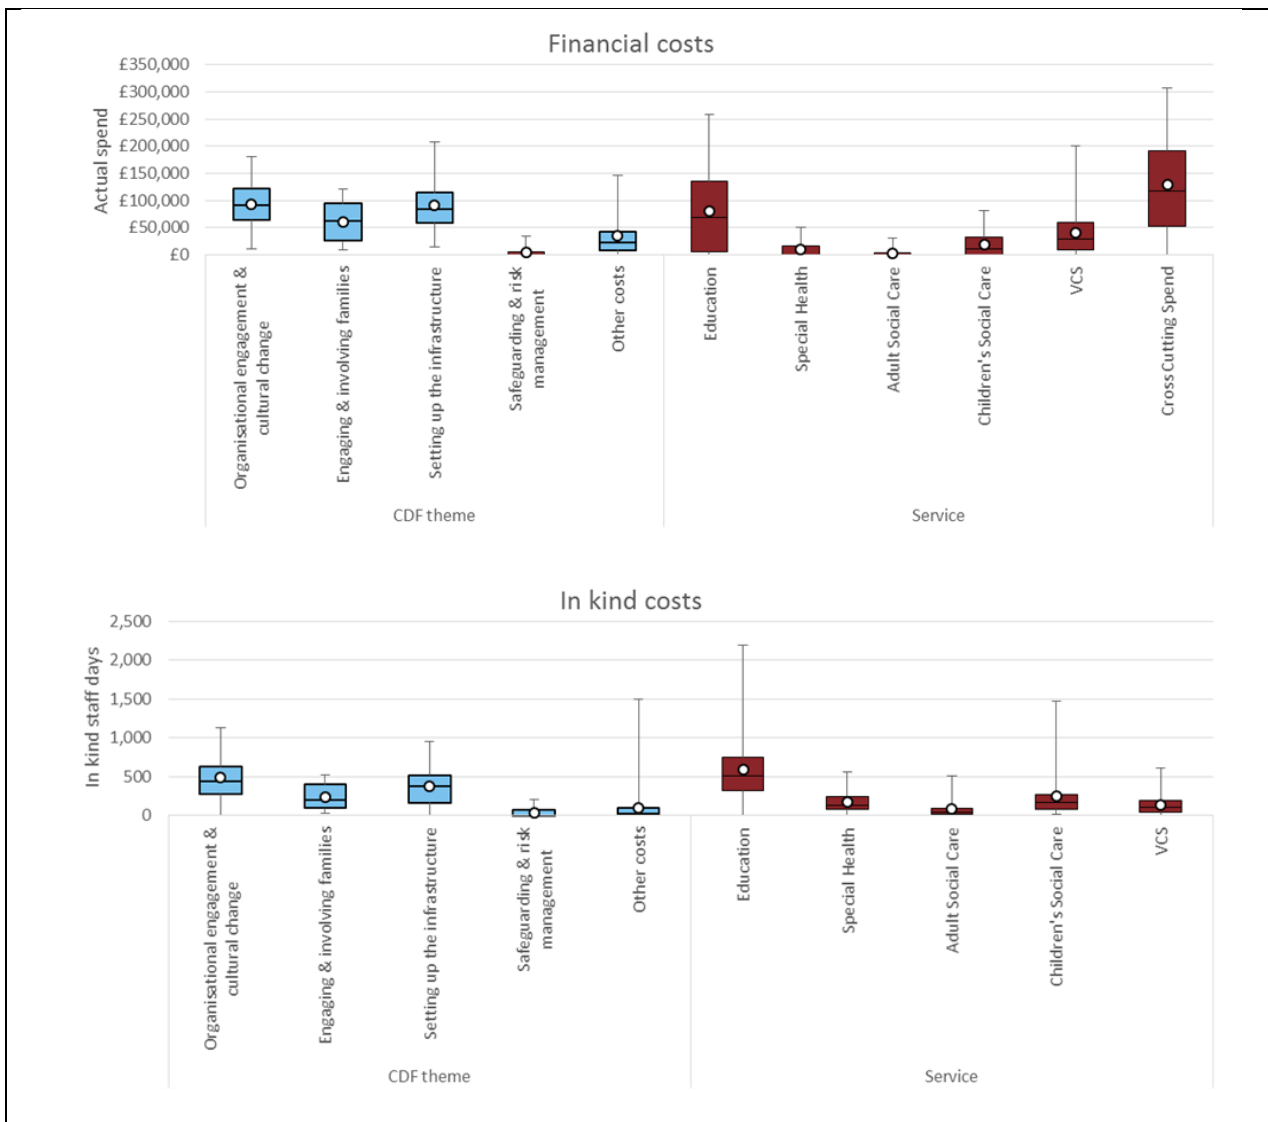 Financial costs
£350,000
£300,000
£250,000
£200,000
£150,000
£100,000
£50,000
£0
Actual spend
Organisational engagement &
cultural change
Engaging & involving families
Setting up the infrastructure
Safeguarding & risk
management
Other costs
Education
Special Health
Adult Social Care
Children's Social Care
VCS
Cross Cutting Spend
CDF theme
Service
In kind costs
2,500
2,000
1,500
1,000
500
0
In kind staff days
Organisational engagement &
cultural change
Engaging & involving families
Setting up the infrastructure
Safeguarding & risk
management
Other costs
Education
Special Health
Adult Social Care
Children's Social Care
VCS
CDF theme
Service